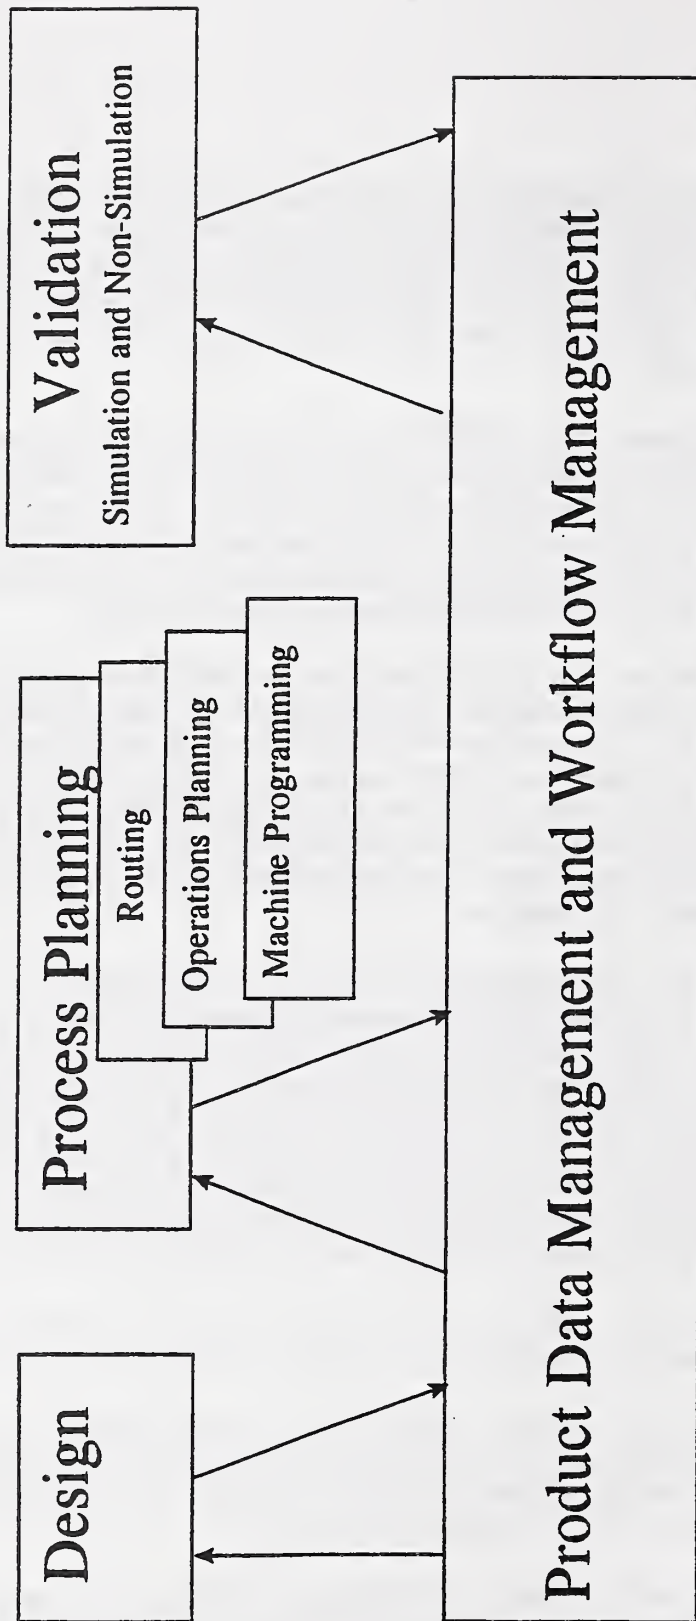 Design
Process Planning
Routing
Operations Planning
Machine Programming
Validation
Simulation and Non-Simulation
Product Data Management and Workflow Management